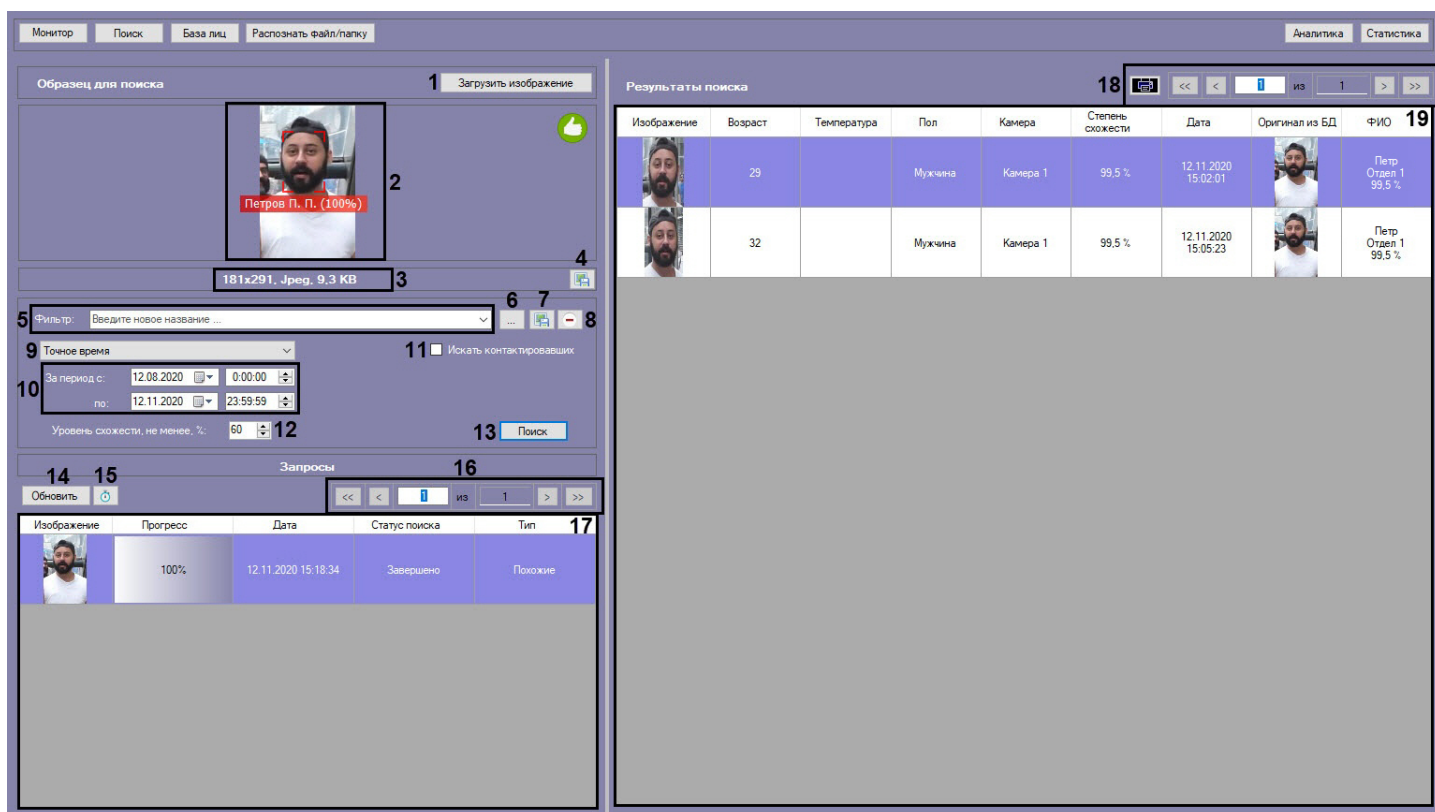 Монитор Поиск База лиц Распознать файл/папку Аналитика Статистика
Образец для поиска 1 Загрузить изображение
2
Петров П. П. (100%)
181x291, Jpeg, 9,3 KB 3 4
5 Фильтр: Введите новое название ... 6 ... 7 8
9 Точное время 11 Искать контактировавших
10 За период с: 12.08.2020 0:00:00
по: 12.11.2020 23:59:59
Уровень схожести, не менее, %: 60 12 13 Поиск
Запросы
14 Обновить 15 16 << < 1 из 1 > >>
Изображение Прогресс Дата Статус поиска Тип 17
100% 12.11.2020 15:18:34 Завершено Похожие
Результаты поиска 18 << < 1 из 1 > >>
Изображение Возраст Температура Пол Камера Степень схожести Дата Оригинал из БД ФИО 19
29 Мужчина Камера 1 99,5 % 12.11.2020 15:02:01 Петр Отдел 1 99,5 %
32 Мужчина Камера 1 99,5 % 12.11.2020 15:05:23 Петр Отдел 1 99,5 %